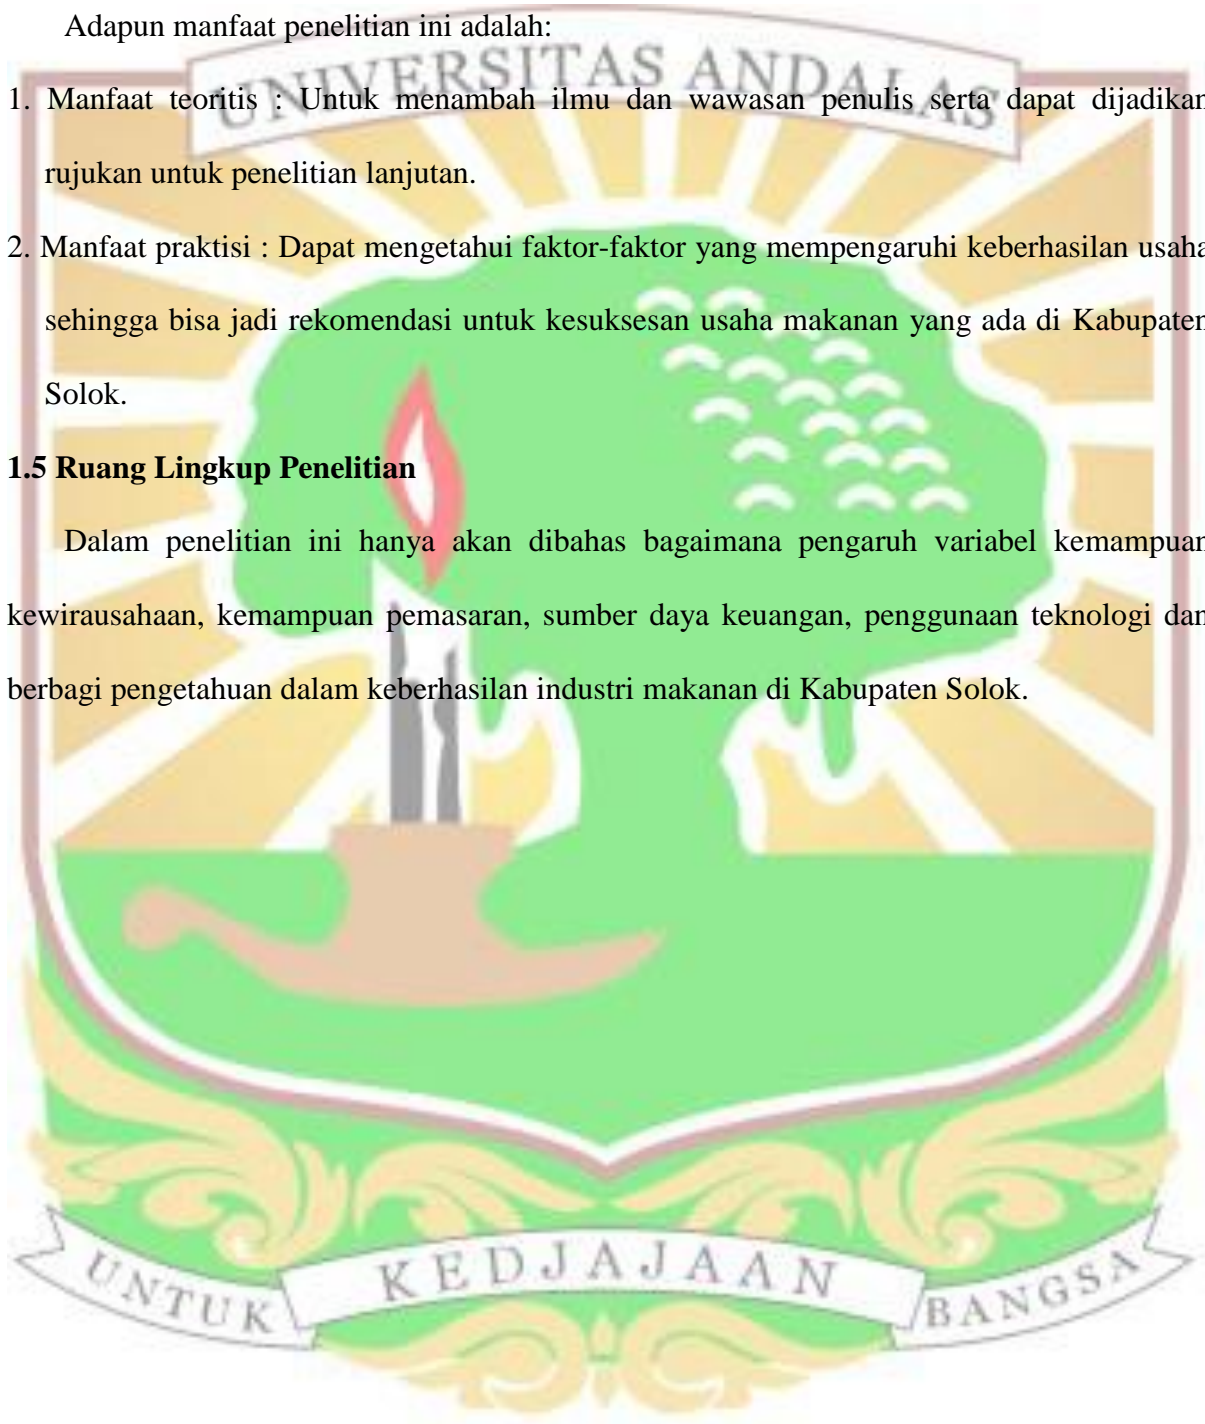 Adapun manfaat penelitian ini adalah:
UNIVERSITAS ANDALAS
1. Manfaat teoritis : Untuk menambah ilmu dan wawasan penulis serta dapat dijadikan
rujukan untuk penelitian lanjutan.
2. Manfaat praktisi : Dapat mengetahui faktor-faktor yang mempengaruhi keberhasilan usaha
sehingga bisa jadi rekomendasi untuk kesuksesan usaha makanan yang ada di Kabupaten
Solok.
1.5 Ruang Lingkup Penelitian
Dalam penelitian ini hanya akan dibahas bagaimana pengaruh variabel kemampuan
kewirausahaan, kemampuan pemasaran, sumber daya keuangan, penggunaan teknologi dan
berbagi pengetahuan dalam keberhasilan industri makanan di Kabupaten Solok.
UNTUK KEDJAJAAN BANGSA